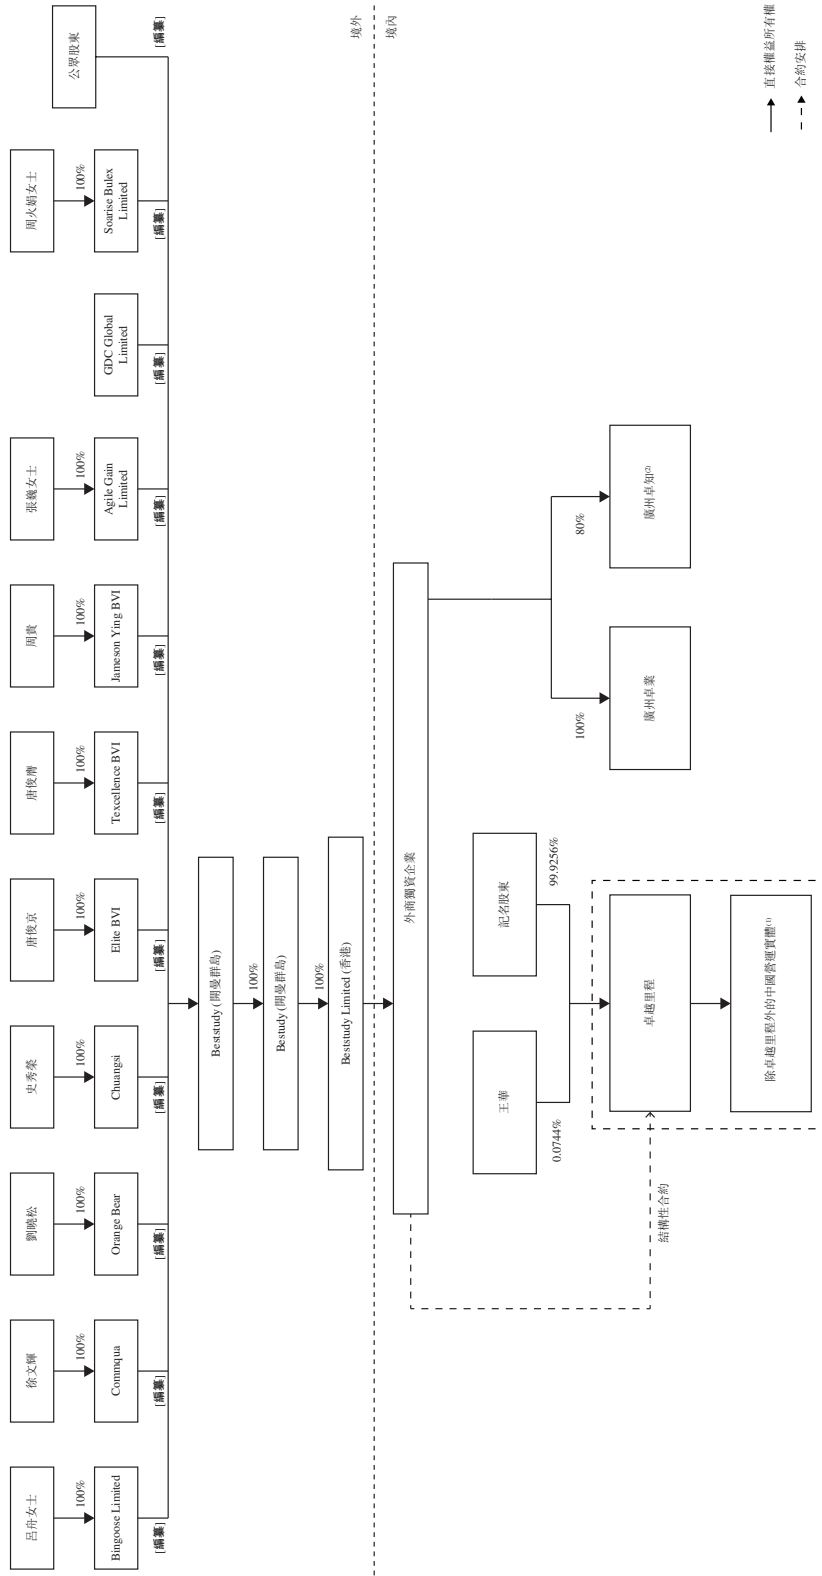 呂舟女士
徐文輝
劉曉松
史秀榮
唐俊京
唐俊膺
周貴
張巍女士
周火娟女士
100%
100%
100%
100%
100%
100%
100%
100%
100%
Bingoose Limited
Commqua
Orange Bear
Chuangsi
Elite BVI
Texcellence BVI
Jameson Ying BVI
Agile Gain
Limited
GDC Global
Limited
Soarise Bulex
Limited
公眾股東
[編纂]
[編纂]
[編纂]
[編纂]
[編纂]
[編纂]
[編纂]
[編纂]
[編纂]
[編纂]
[編纂]
Beststudy (開曼群島)
100%
Bestudy (開曼群島)
100%
Beststudy Limited (香港)
境外
境內
外商獨資企業
王華
記名股東
0.0744%
99.9256%
100%
80%
結構性合約
卓越里程
廣州卓業
廣州卓知(2)
除卓越里程外的中國營運實體(1)
直接權益所有權
合約安排